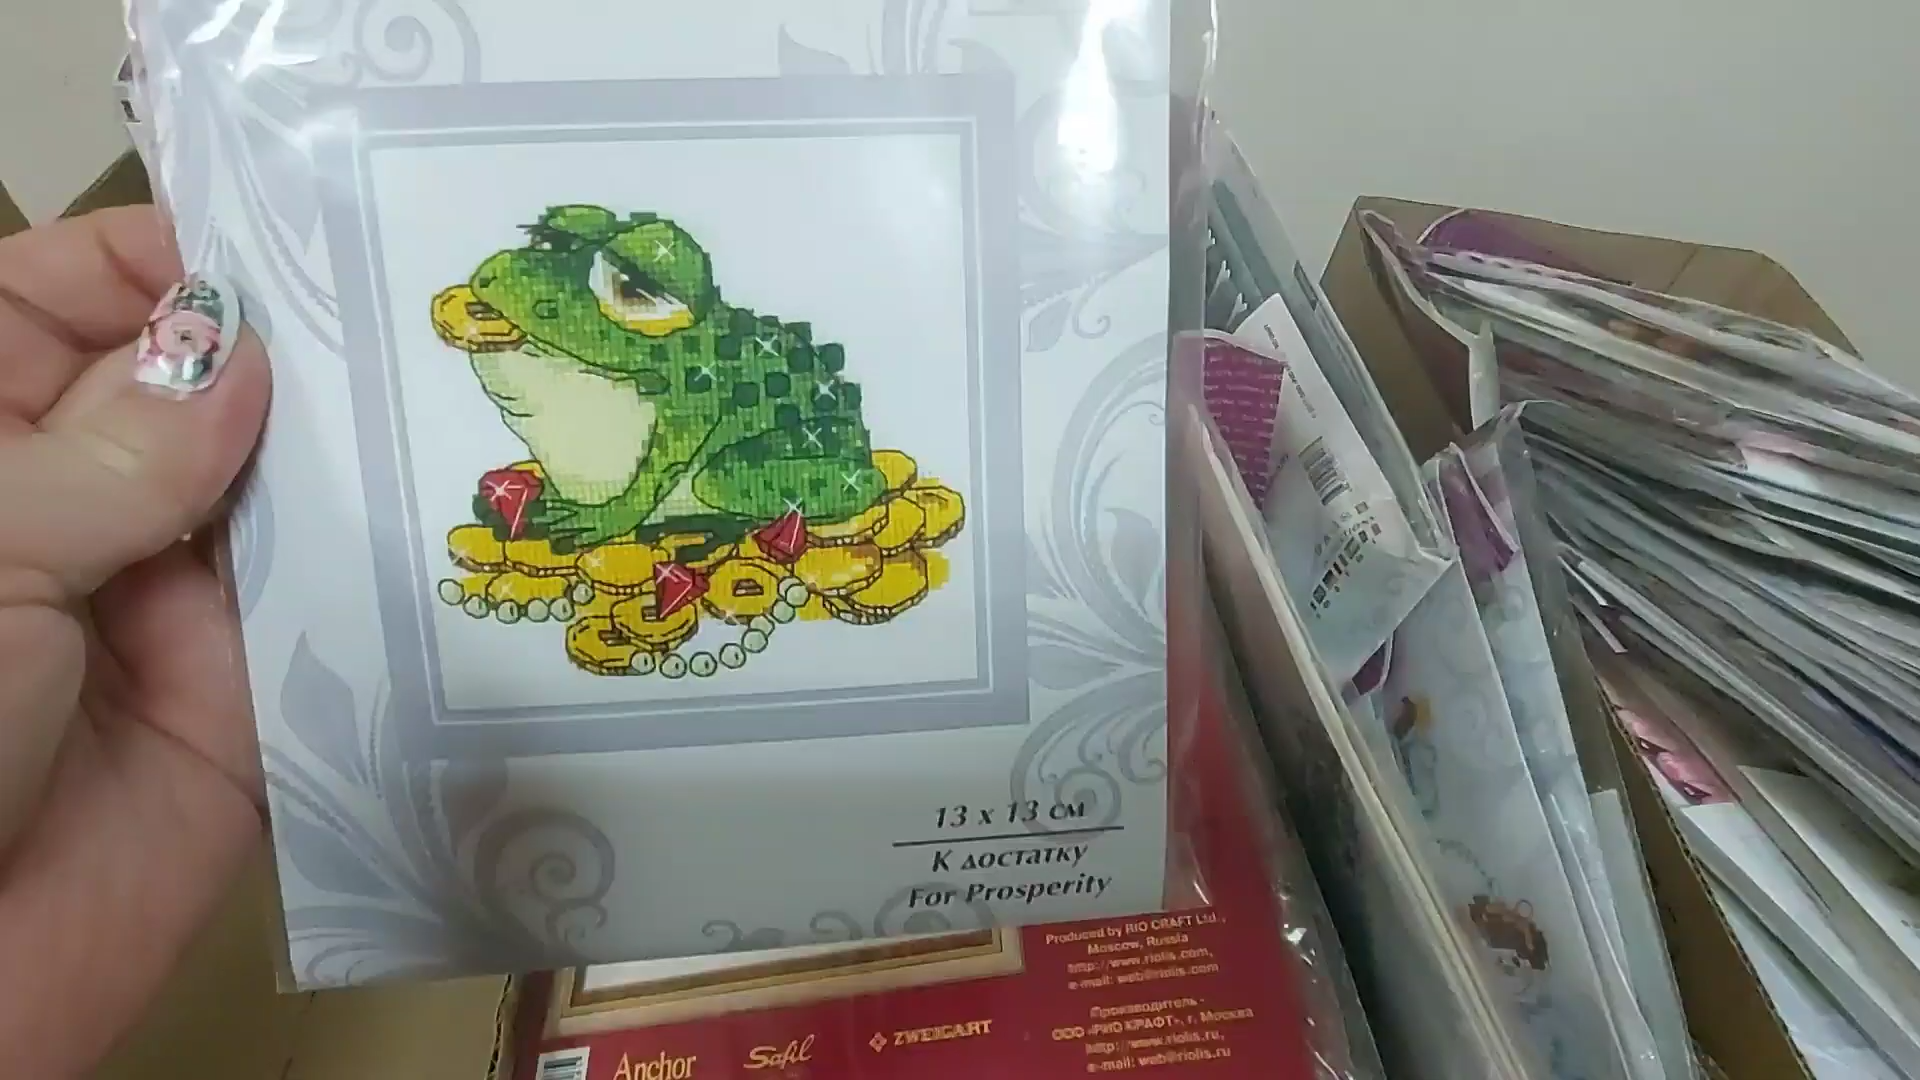 13 x 13 см
К достатку
For Prosperity
Produced by RIO CRAFT Ltd.,
Moscow, Russia
http://www.riolis.com,
e-mail: web@riolis.com
Производитель -
ООО «РИО КРАФТ», г. Москва
http://www.riolis.ru,
e-mail: web@riolis.ru
Anchor
Safil
ZWEIGART